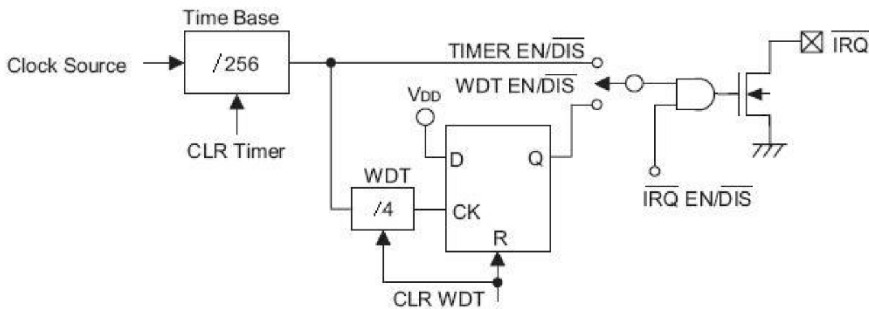 Time Base
Clock Source
/256
CLR Timer
TIMER EN/DIS
IRQ
WDT EN/DIS
VDD
D
Q
WDT
/4
CK
IRQ EN/DIS
R
CLR WDT